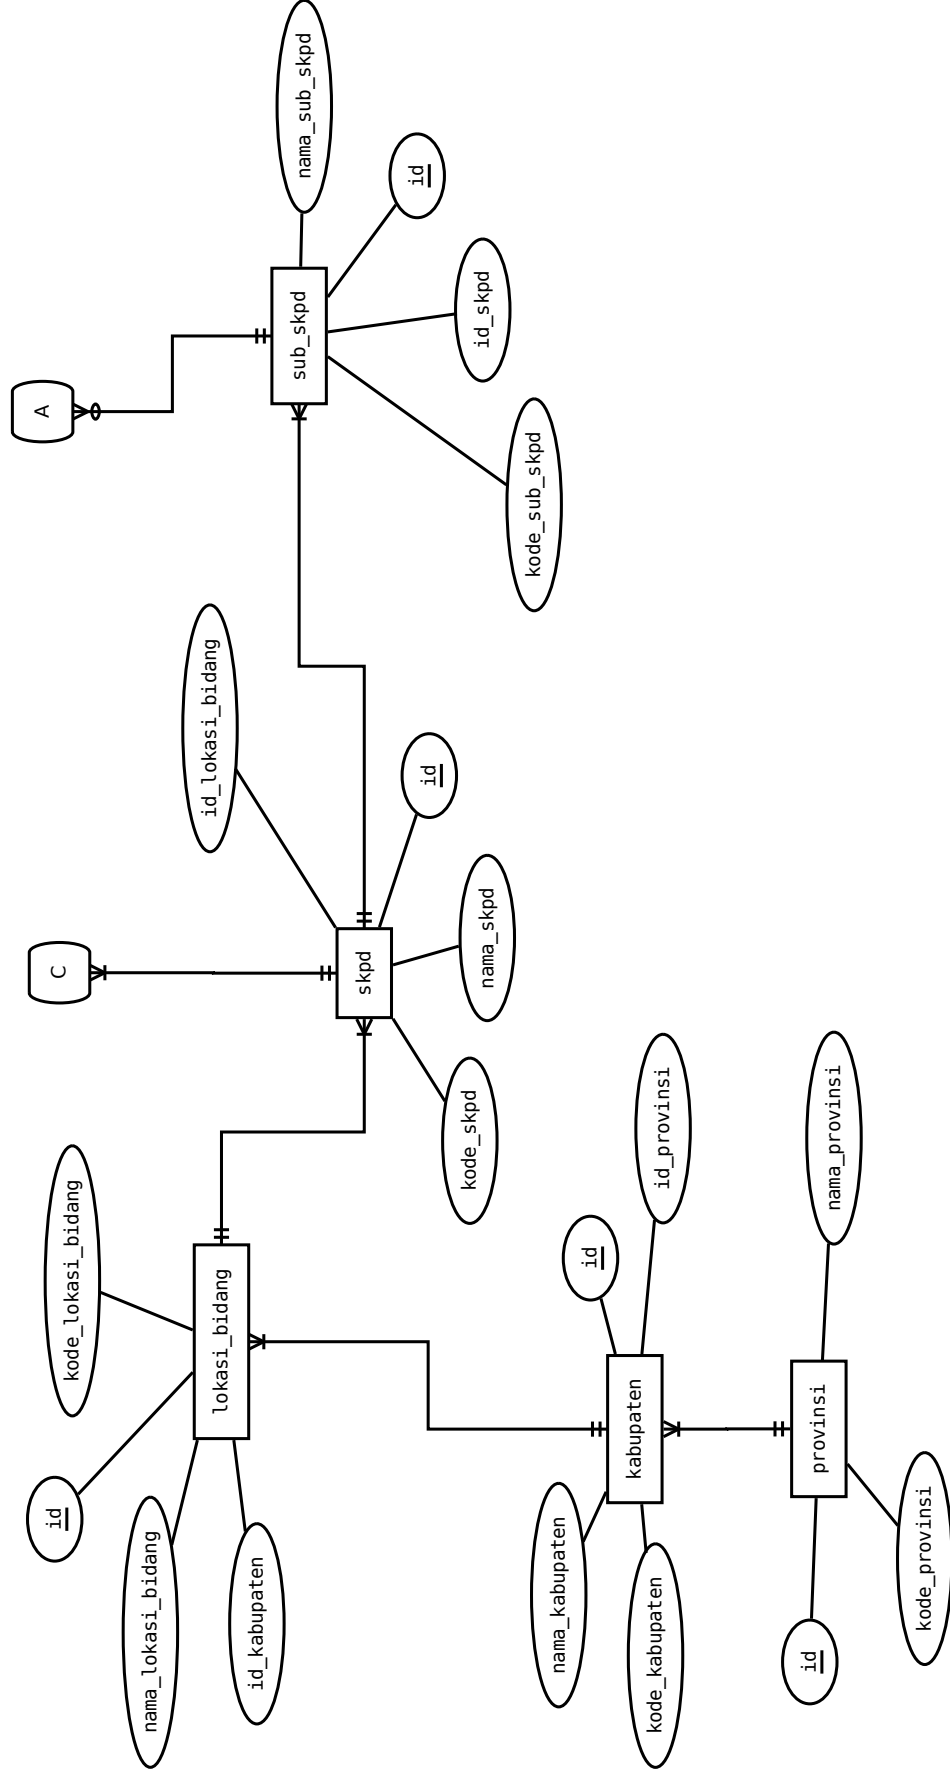 nama_sub_skpd
id
id_skpd
kode_sub_skpd
sub_skpd
A
id_lokasi_bidang
id
nama_skpd
kode_skpd
skpd
C
kode_lokasi_bidang
id
nama_lokasi_bidang
id_kabupaten
lokasi_bidang
id
id_provinsi
nama_kabupaten
kode_kabupaten
kabupaten
nama_provinsi
id
kode_provinsi
provinsi